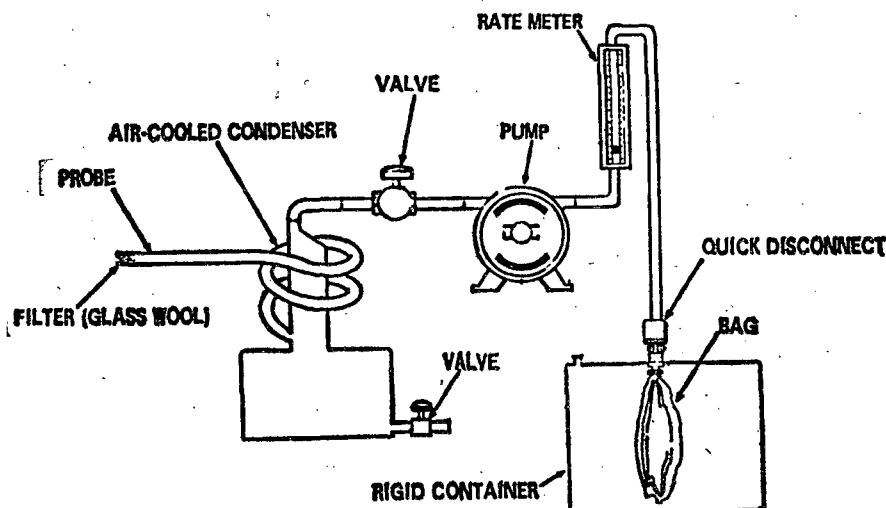 RATE METER
VALVE
AIR-COOLED CONDENSER
PUMP
PROBE
QUICK DISCONNECT
FILTER (GLASS WOOL)
BAG
VALVE
RIGID CONTAINER